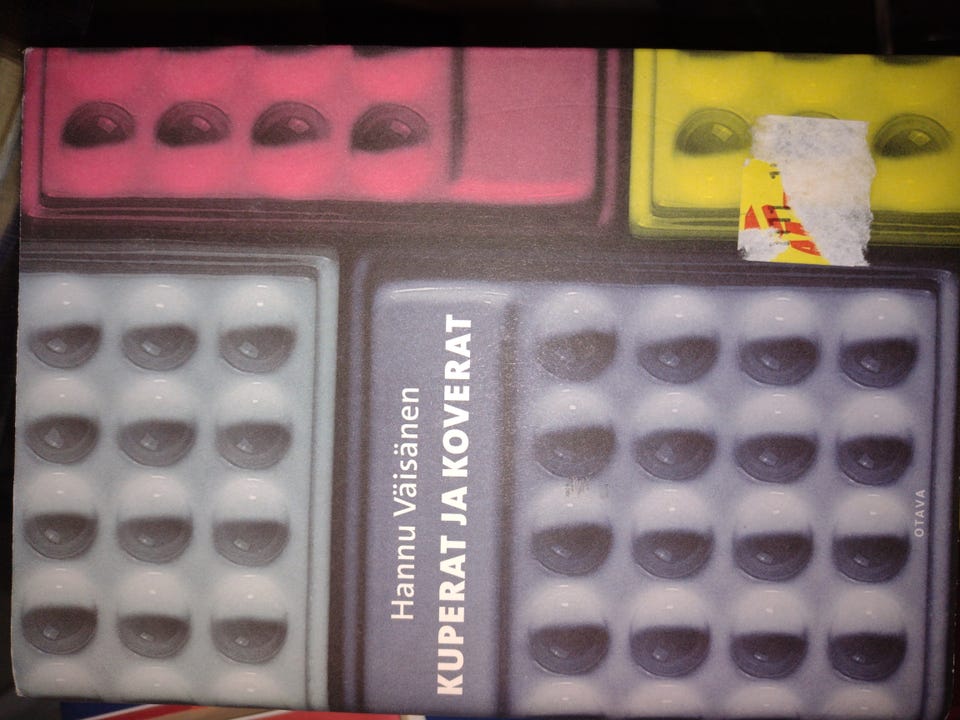 Hannu Väisänen
KUPERAT JA KOVERAT
OTAVA